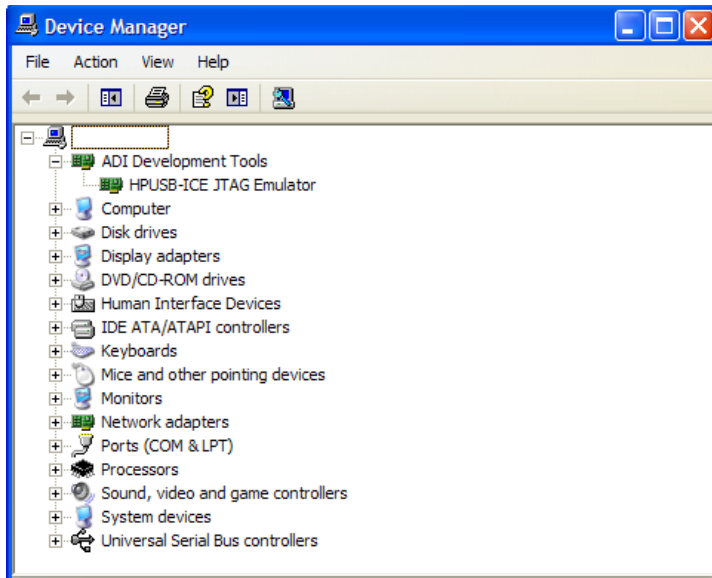 Device Manager
File Action View Help
ADI Development Tools
HPUSB-ICE JTAG Emulator
Computer
Disk drives
Display adapters
DVD/CD-ROM drives
Human Interface Devices
IDE ATA/ATAPI controllers
Keyboards
Mice and other pointing devices
Monitors
Network adapters
Ports (COM & LPT)
Processors
Sound, video and game controllers
System devices
Universal Serial Bus controllers